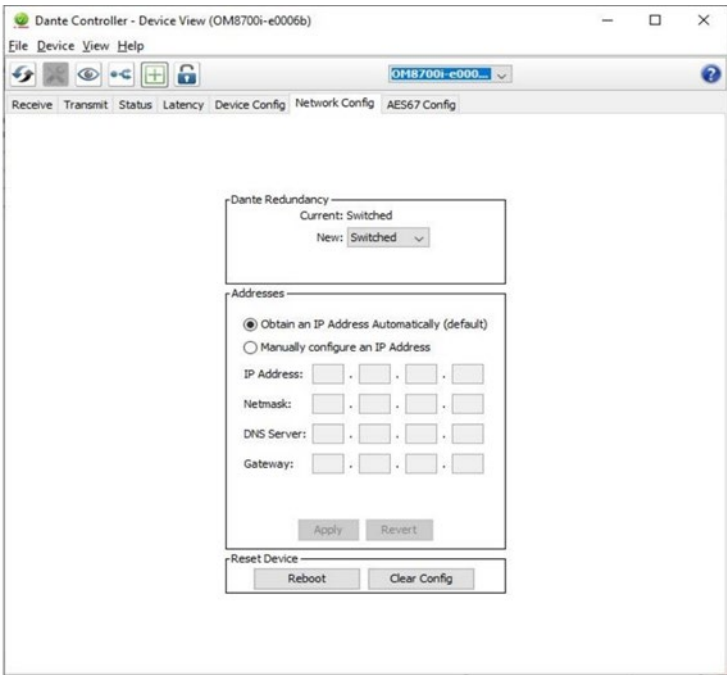 Dante Controller - Device View (OM8700i-e0006b)
File Device View Help
OM8700i-e000...
Receive Transmit Status Latency Device Config Network Config AES67 Config
Dante Redundancy
Current: Switched
New: Switched
Addresses
Obtain an IP Address Automatically (default)
Manually configure an IP Address
IP Address: . . .
Netmask: . . .
DNS Server: . . .
Gateway: . . .
Apply Revert
Reset Device
Reboot Clear Config